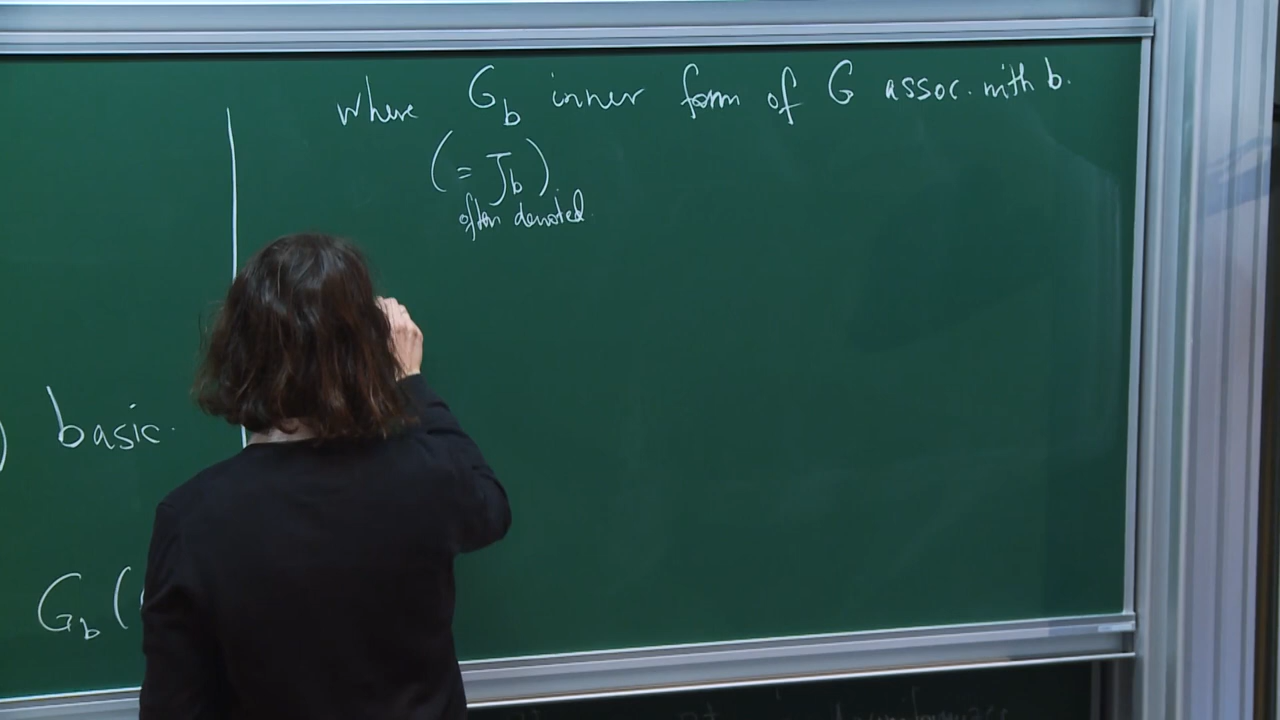 where G_b inner form of G assoc. with b.
(= J_b)
often denoted.
) basic.
G_b (